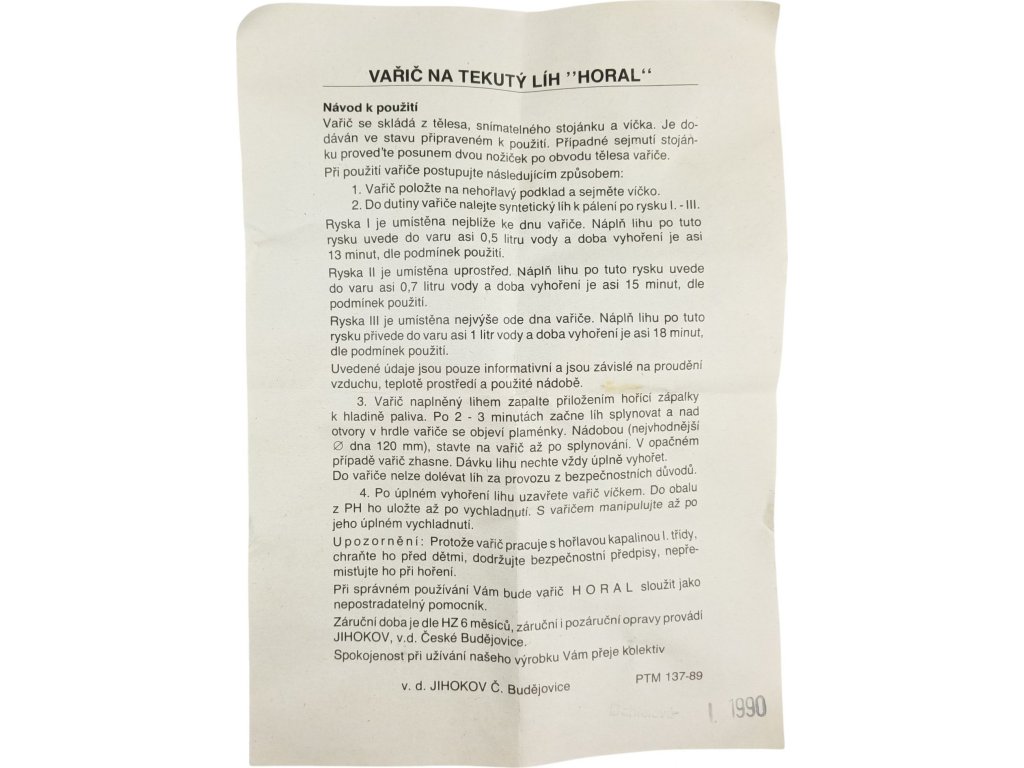 VAŘIČ NA TEKUTÝ LÍH ’’HORAL“
Návod k použití
Vařič se skládá z tělesa, snímatelného stojánku a víčka. Je do-
dáván ve stavu připraveném k použití. Případné sejmutí stoján-
ku proveďte posunem dvou nožiček po obvodu tělesa vařiče.
Při použití vařiče postupujte následujícím způsobem:
1. Vařič položte na nehořlavý podklad a sejměte víčko.
2. Do dutiny vařiče nalejte syntetický líh k pálení po rysku I. - III.
Ryska I je umístěna nejblíže ke dnu vařiče. Náplň lihu po tuto
rysku uvede do varu asi 0,5 litru vody a doba vyhoření je asi
13 minut, dle podmínek použití.
Ryska II je umístěna uprostřed. Náplň lihu po tuto rysku uvede
do varu asi 0,7 litru vody a doba vyhoření je asi 15 minut, dle
podmínek použití.
Ryska III je umístěna nejvýše ode dna vařiče. Náplň lihu po tuto
rysku přivede do varu asi 1 litr vody a doba vyhoření je asi 18 minut,
dle podmínek použití.
Uvedené údaje jsou pouze informativní a jsou závislé na proudění
vzduchu, teplotě prostředí a použité nádobě.
3. Vařič naplněný lihem zapalte přiložením hořící zápalky
k hladině paliva. Po 2 - 3 minutách začne líh splynovat a nad
otvory v hrdle vařiče se objeví plaménky. Nádobou (nejvhodnější
∅ dna 120 mm), stavte na vařič až po splynování. V opačném
případě vařič zhasne. Dávku lihu nechte vždy úplně vyhořet.
Do vařiče nelze dolévat líh za provozu z bezpečnostních důvodů.
4. Po úplném vyhoření lihu uzavřete vařič víčkem. Do obalu
z PH ho uložte až po vychladnutí. S vařičem manipulujte až po
jeho úplném vychladnutí.
Upozornění: Protože vařič pracuje s hořlavou kapalinou I. třídy,
chraňte ho před dětmi, dodržujte bezpečnostní předpisy, nepře-
misťujte ho při hoření.
Při správném používání Vám bude vařič HORAL sloužit jako
nepostradatelný pomocník.
Záruční doba je dle HZ 6 měsíců, záruční i pozáruční opravy provádí
JIHOKOV, v.d. České Budějovice.
Spokojenost při užívání našeho výrobku Vám přeje kolektiv
v. d. JIHOKOV Č. Budějovice
PTM 137-89
I. 1990